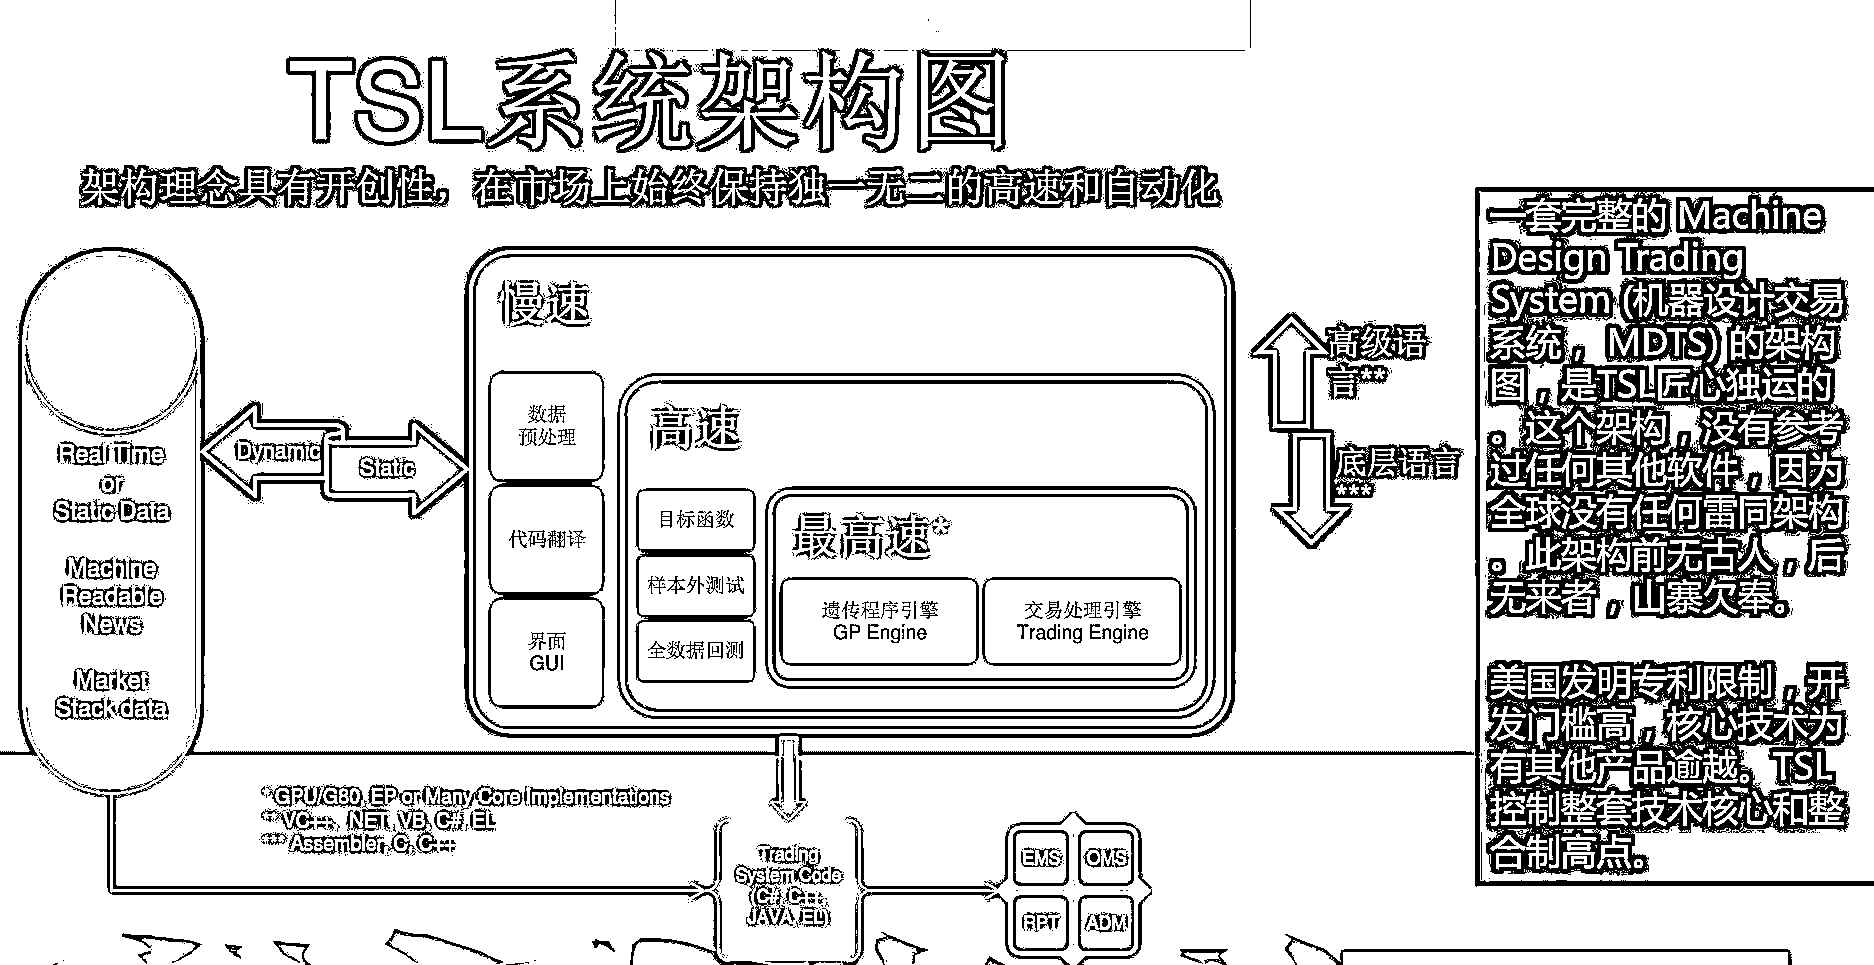 TSL系统架构图
架构理念具有开创性，在市场上始终保持独一无二的高速和自动化
Real Time
or
Static Data
Machine
Readable
News
Market
Stack data
Dynamic
Static
慢速
数据
预处理
代码翻译
界面
GUI
高速
目标函数
样本外测试
全数据回测
最高速*
遗传程序引擎
GP Engine
交易处理引擎
Trading Engine
高级语
言**
底层语言
***
一套完整的 Machine
Design Trading
System (机器设计交易
系统， MDTS) 的架构
图，是TSL匠心独运的
。这个架构，没有参考
过任何其他软件，因为
全球没有任何雷同架构
。此架构前无古人，后
无来者，山寨欠奉。
美国发明专利限制，开
发门槛高，核心技术为
有其他产品逾越。TSL
控制整套技术核心和整
合制高点。
* GPU/G80, EP or Many Core Implementations
** VC++, .NET, VB, C#, EL
*** Assembler, C, C++
Trading
System Code
(C#, C++,
JAVA, EL)
EMS
OMS
RPT
ADM